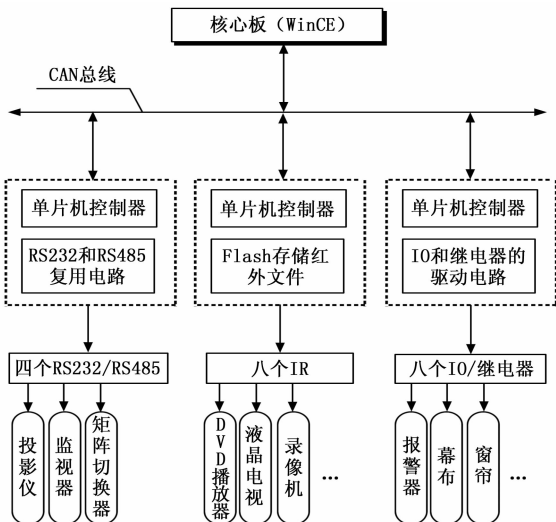 核心板（WinCE）
CAN总线
单片机控制器
RS232和RS485
复用电路
单片机控制器
Flash存储红
外文件
单片机控制器
IO和继电器的
驱动电路
四个RS232/RS485
八个IR
八个IO/继电器
投影仪
监视器
矩阵切换器
DVD播放器
液晶电视
录像机
...
报警器
幕布
窗帘
...